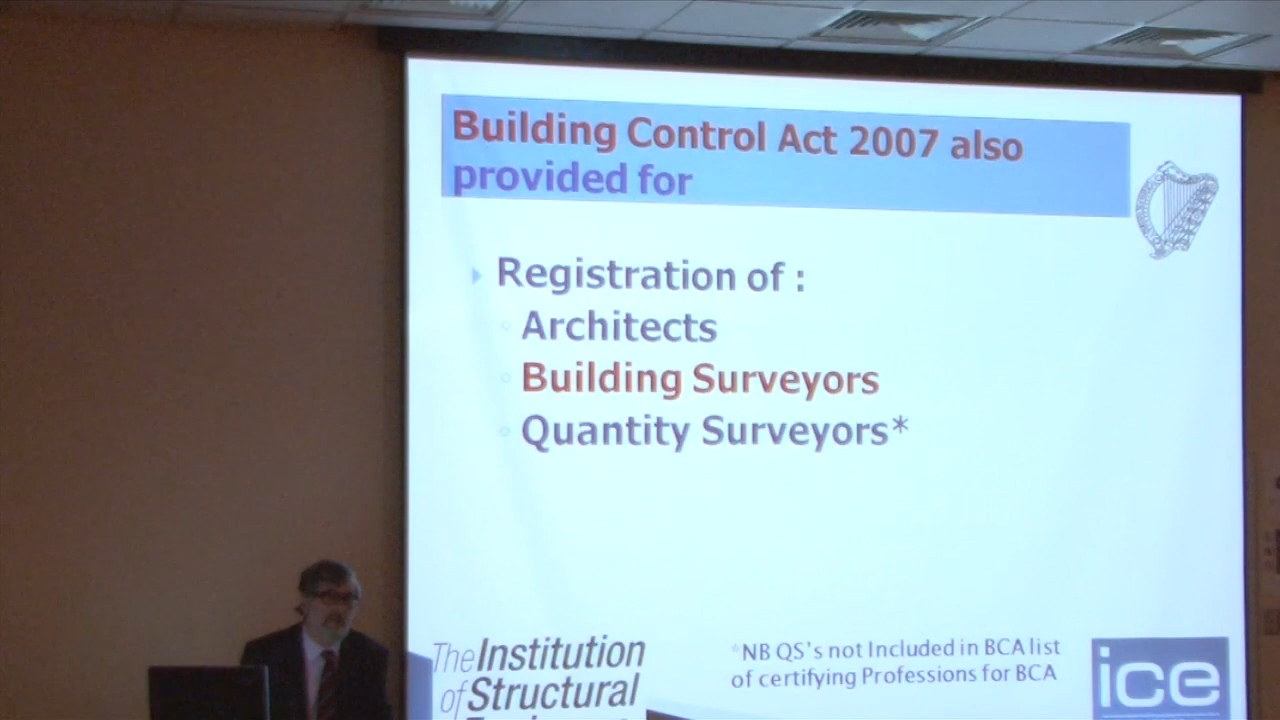 Building Control Act 2007 also
provided for
Registration of :
Architects
Building Surveyors
Quantity Surveyors*
The Institution
of Structural
*NB QS's not Included in BCA list
of certifying Professions for BCA
ice